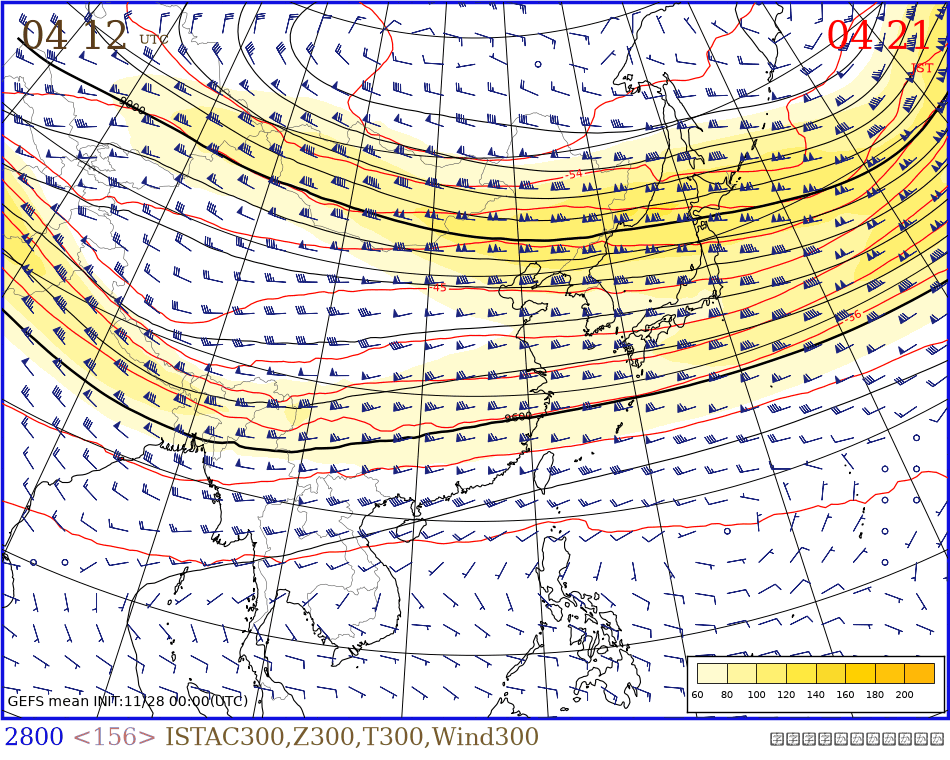 04 12 UTC
04 21 JST
9000
-54
-45
-36
9600
60 80 100 120 140 160 180 200
GEFS mean INIT:11/28 00:00(UTC)
2800 <156> ISTAC300,Z300,T300,Wind300